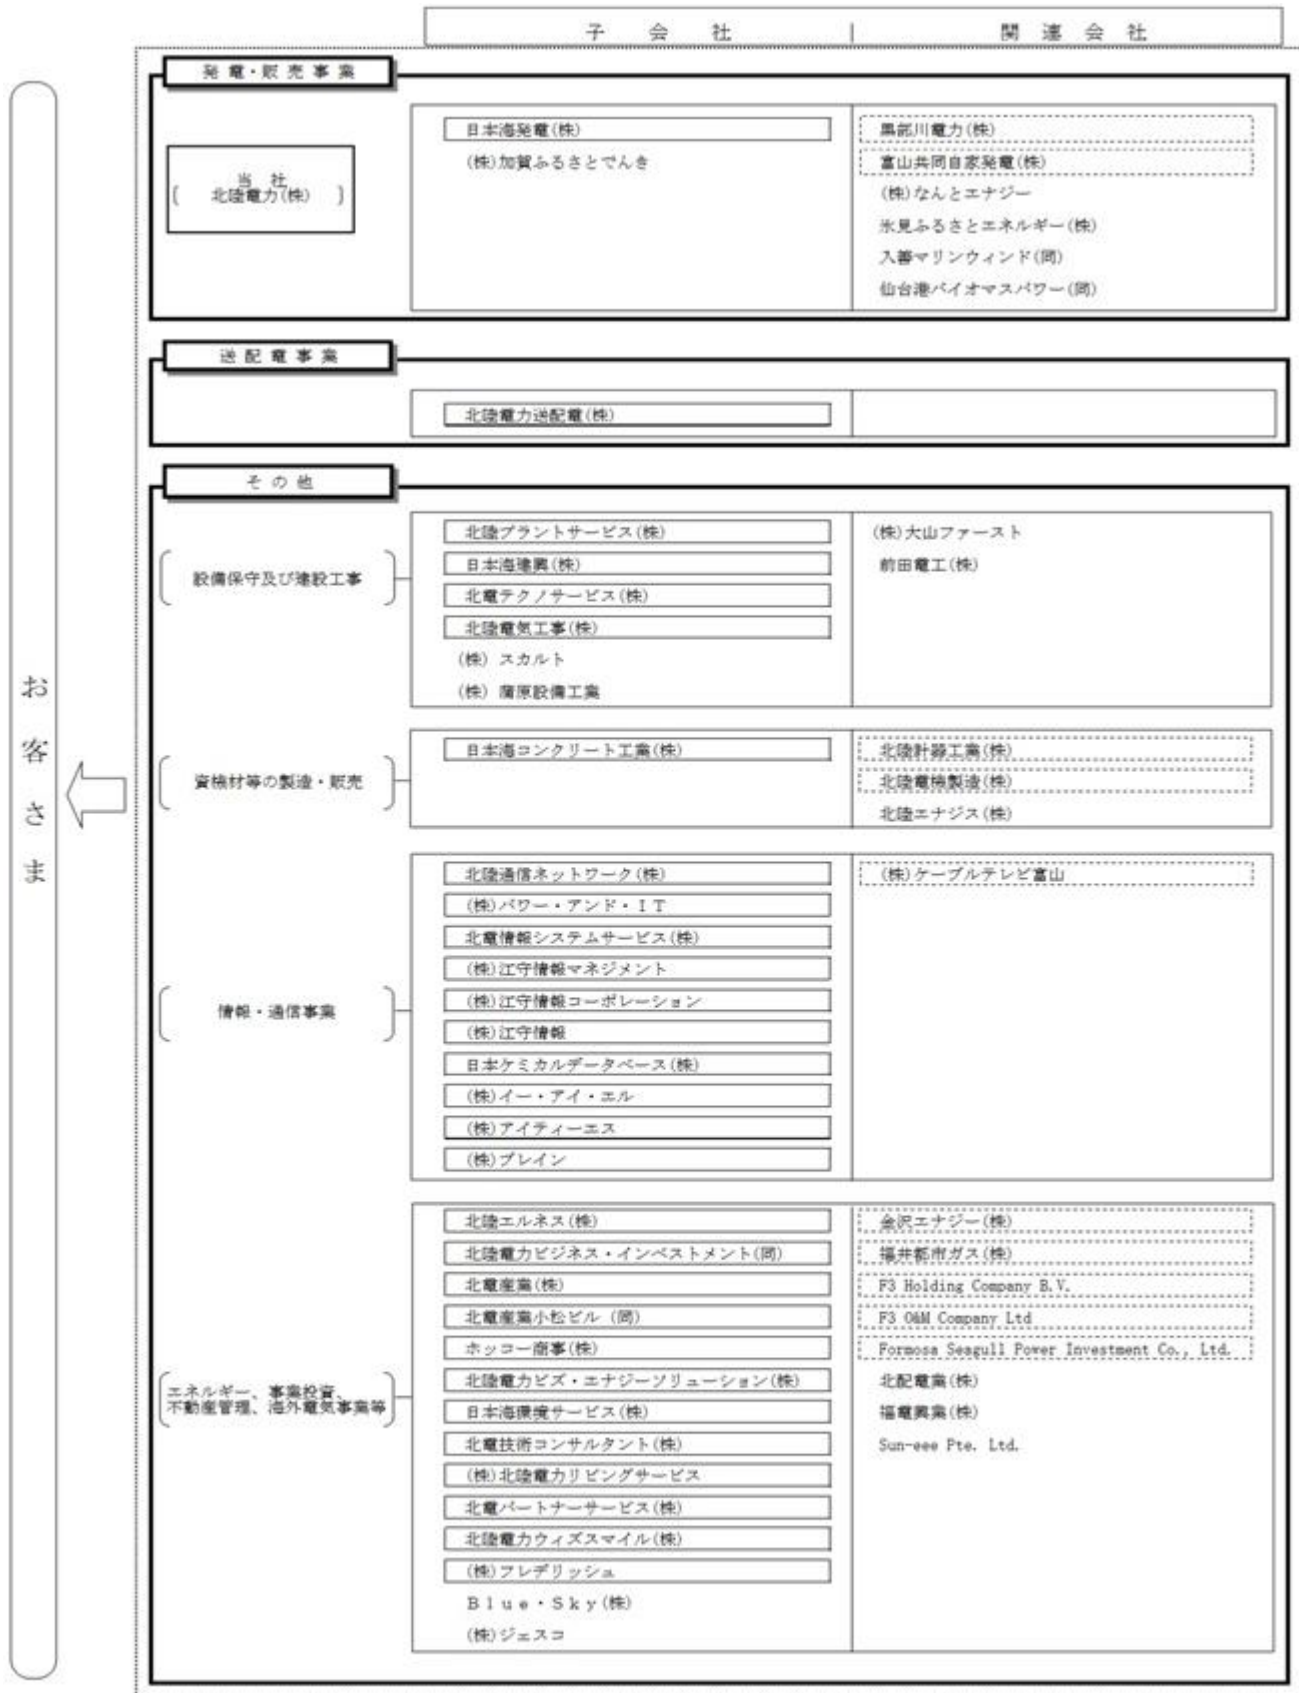 子会社 関連会社
発電・販売事業
当社
北陸電力(株)
日本海発電(株)
(株)加賀ふるさとでんき
黒部川電力(株)
富山共同自家発電(株)
(株)なんとエナジー
氷見ふるさとエネルギー(株)
入善マリンウィンド(同)
仙台港バイオマスパワー(同)
送配電事業
北陸電力送配電(株)
その他
設備保守及び建設工事
北陸プラントサービス(株)
日本海建興(株)
北電テクノサービス(株)
北陸電気工事(株)
(株) スカルト
(株) 蒲原設備工業
(株)大山ファースト
前田電工(株)
資機材等の製造・販売
日本海コンクリート工業(株)
北陸計器工業(株)
北陸電機製造(株)
北陸エナジス(株)
情報・通信事業
北陸通信ネットワーク(株)
(株)パワー・アンド・IT
北電情報システムサービス(株)
(株)江守情報マネジメント
(株)江守情報コーポレーション
(株)江守情報
日本ケミカルデータベース(株)
(株)イー・アイ・エル
(株)アイティーエス
(株)ブレイン
(株)ケーブルテレビ富山
エネルギー、事業投資、
不動産管理、海外電気事業等
北陸エルネス(株)
北陸電力ビジネス・インベストメント(同)
北電産業(株)
北電産業小松ビル (同)
ホッコー商事(株)
北陸電力ビズ・エナジーソリューション(株)
日本海環境サービス(株)
北電技術コンサルタント(株)
(株)北陸電力リビングサービス
北電パートナーサービス(株)
北陸電力ウィズスマイル(株)
(株)フレデリッシュ
Blue・Sky(株)
(株)ジェスコ
金沢エナジー(株)
福井都市ガス(株)
F3 Holding Company B.V.
F3 O&M Company Ltd
Formosa Seagull Power Investment Co., Ltd.
北配電業(株)
福電興業(株)
Sun-eee Pte. Ltd.
お客さま